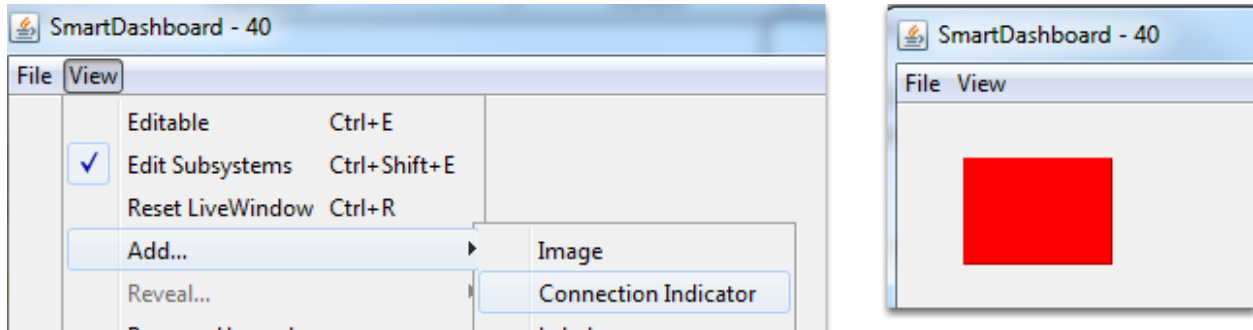 SmartDashboard - 40
File View
Editable Ctrl+E
Edit Subsystems Ctrl+Shift+E
Reset LiveWindow Ctrl+R
Add...
Image
Reveal...
Connection Indicator
SmartDashboard - 40
File View